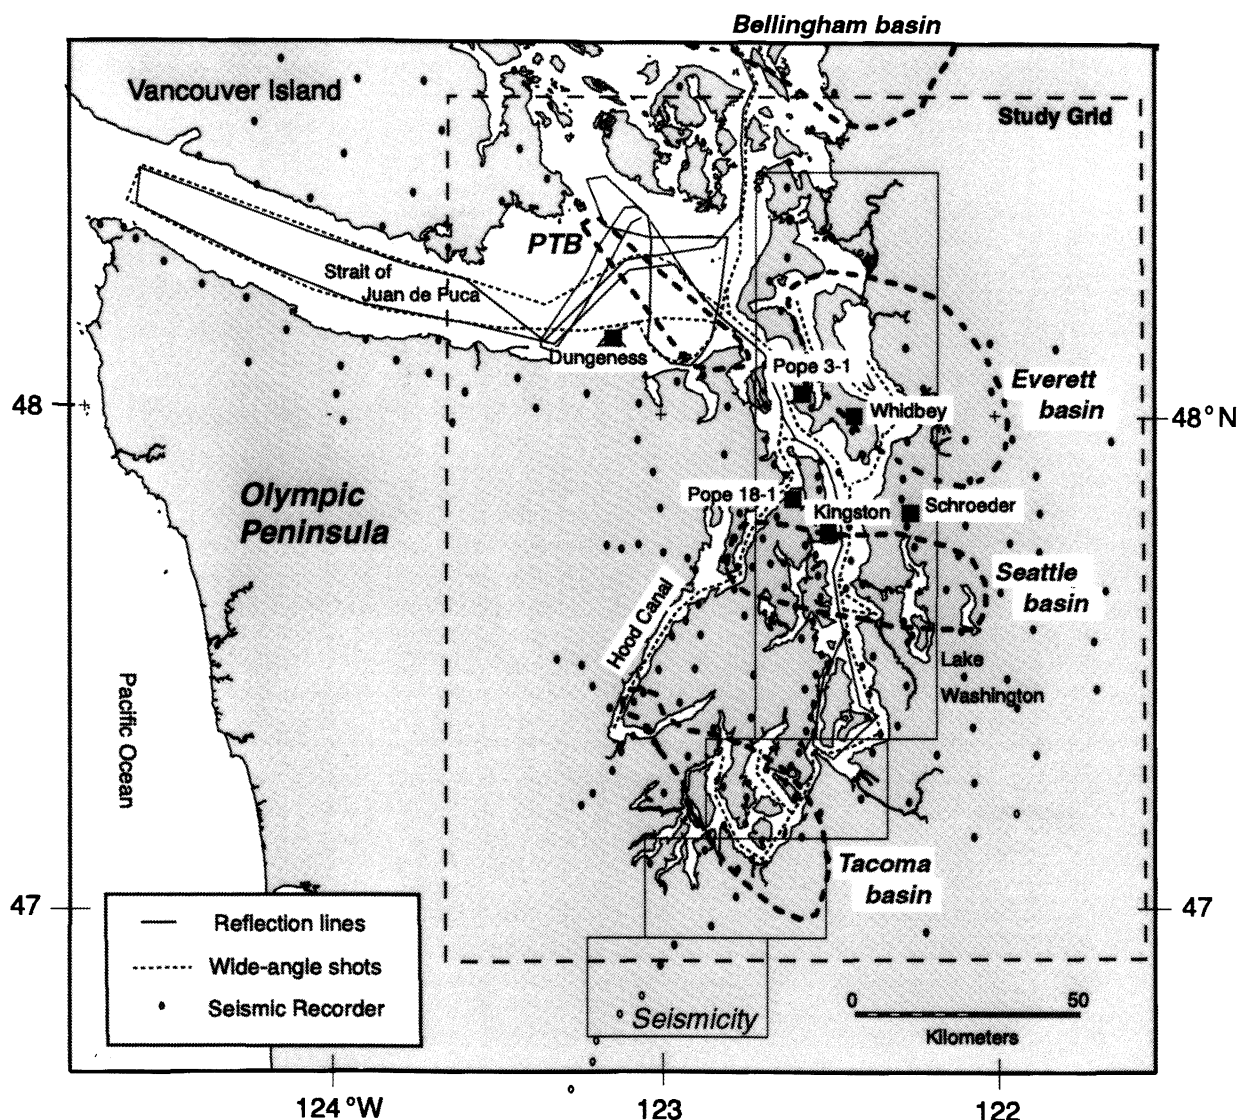 Bellingham basin
Vancouver Island
Study Grid
PTB
Strait of
Juan de Fuca
Dungeness
Pope 3-1
Everett
basin
Whidbey
48
48°N
Olympic
Peninsula
Pope 18-1
Kingston
Schroeder
Seattle
basin
Hood Canal
Lake
Washington
Pacific Ocean
Tacoma
basin
47
47
Reflection lines
Wide-angle shots
Seismic Recorder
Seismicity
0
50
Kilometers
124°W
123
122